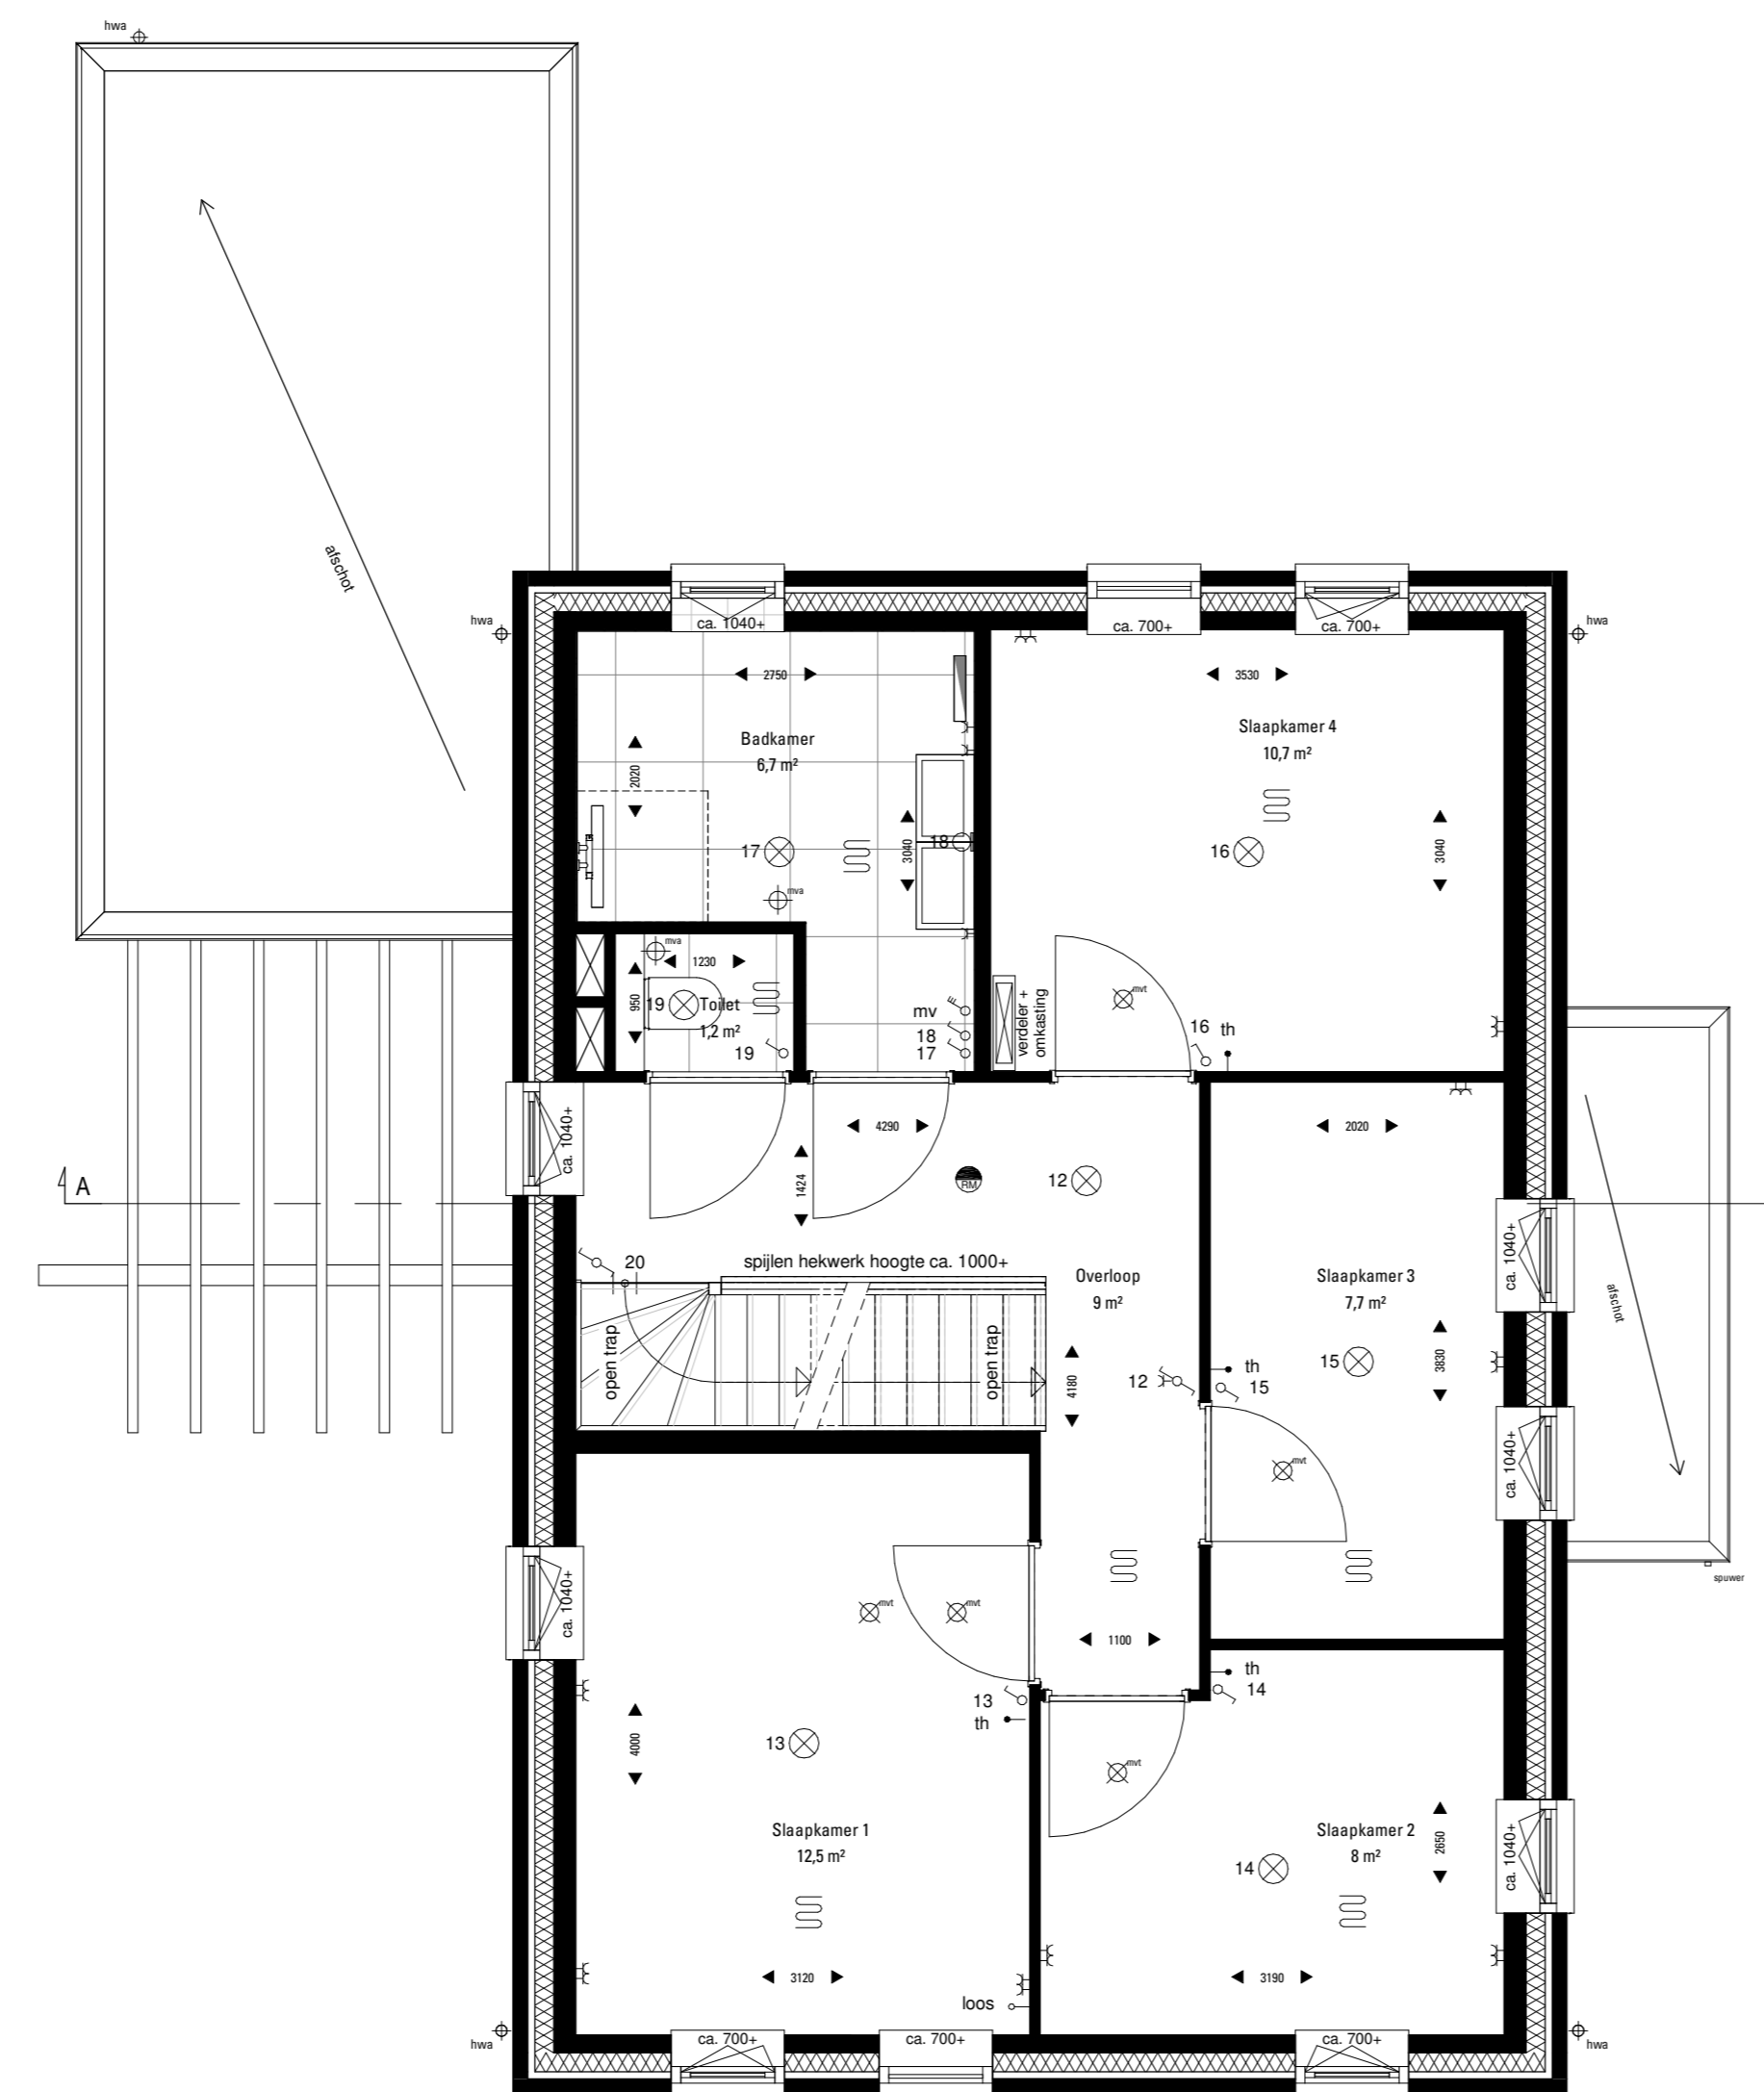 hwa
afschot
hwa
hwa
ca. 1040+
ca. 700+
ca. 700+
2750
3530
Badkamer
6,7 m²
Slaapkamer 4
10,7 m²
2020
3040
3040
17
18
16
mva
mva
1230
950
19
Toilet
1,2 m²
19
mv
18
17
verdeler +
omkasting
mvt
16
th
ca. 1040+
4290
1424
2020
RM
12
A
20
spijlen hekwerk hoogte ca. 1000+
Overloop
9 m²
Slaapkamer 3
7,7 m²
ca. 1040+
afschot
open trap
open trap
4180
12
th
15
15
3830
ca. 1040+
mvt
spuwer
ca. 1040+
mvt
mvt
1100
13
th
th
14
13
4000
mvt
Slaapkamer 1
12,5 m²
Slaapkamer 2
8 m²
14
2650
ca. 1040+
3120
3190
loos
hwa
ca. 700+
ca. 700+
ca. 700+
hwa